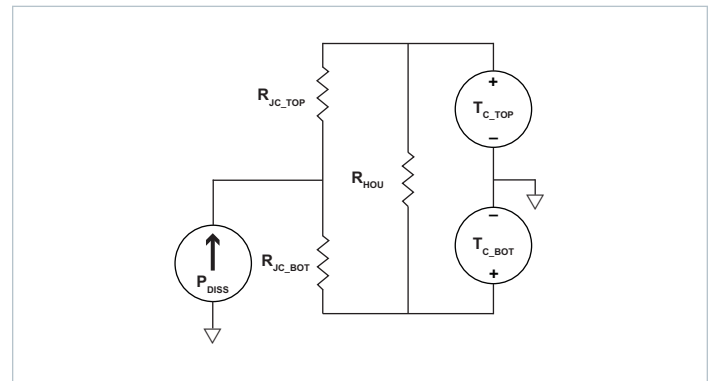 R_JC_TOP
+
T_C_TOP
–
R_HOU
–
T_C_BOT
+
R_JC_BOT
P_DISS